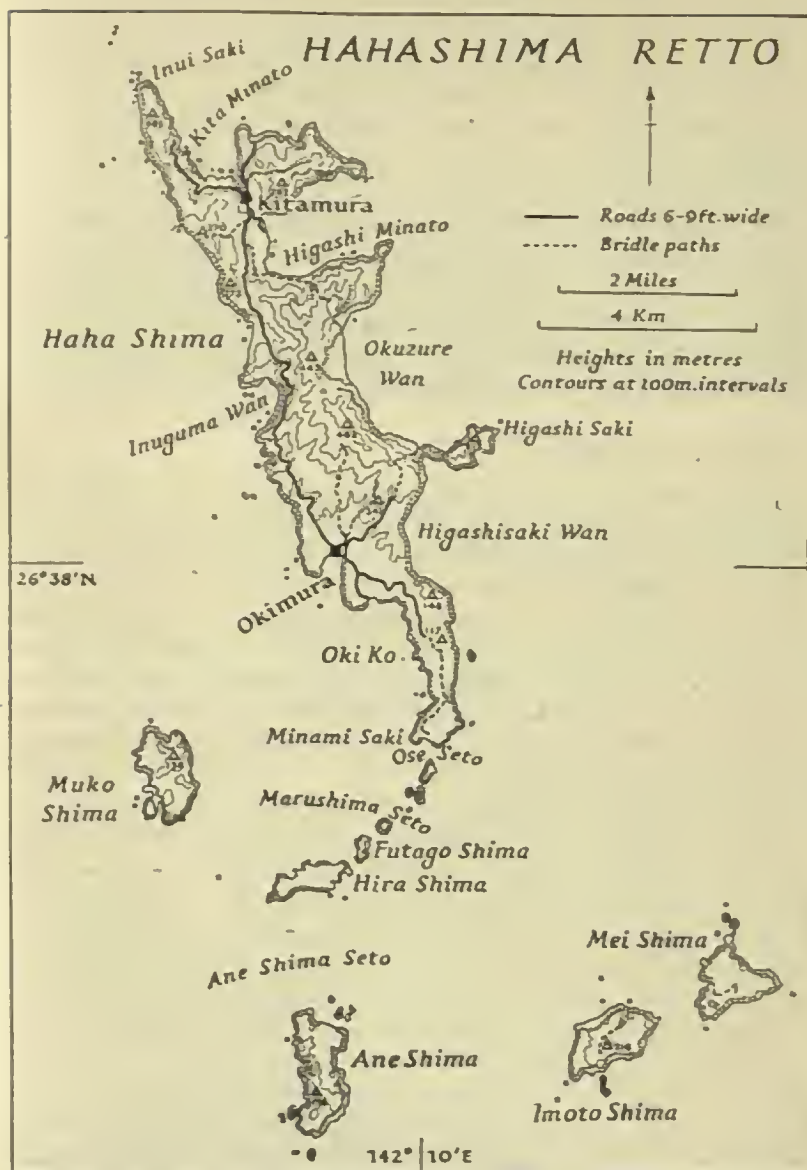 HAHASHIMA RETTO
Inui Saki
Kita Minato
Kitamura
Higashi Minato
Roads 6-9ft. wide
Bridle paths
2 Miles
4 Km
Heights in metres
Contours at 100m. intervals
Haha Shima
Okuzure
Wan
Inuguma Wan
Higashi Saki
Higashisaki Wan
26°38'N
Okimura
Oki Ko
Minami Saki
Ose Seto
Muko
Shima
Marushima Seto
Futago Shima
Hira Shima
Mei Shima
Ane Shima Seto
Ane Shima
Imoto Shima
142° 10'E